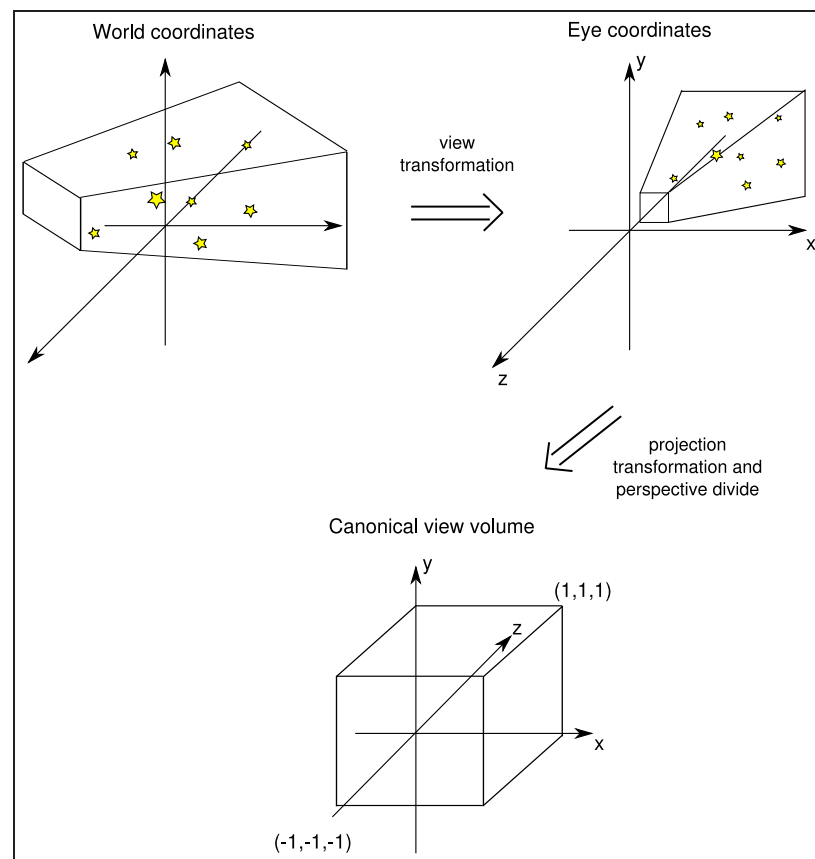 World coordinates
Eye coordinates
y
view
transformation
x
z
projection
transformation and
perspective divide
Canonical view volume
y
(1,1,1)
z
x
(-1,-1,-1)